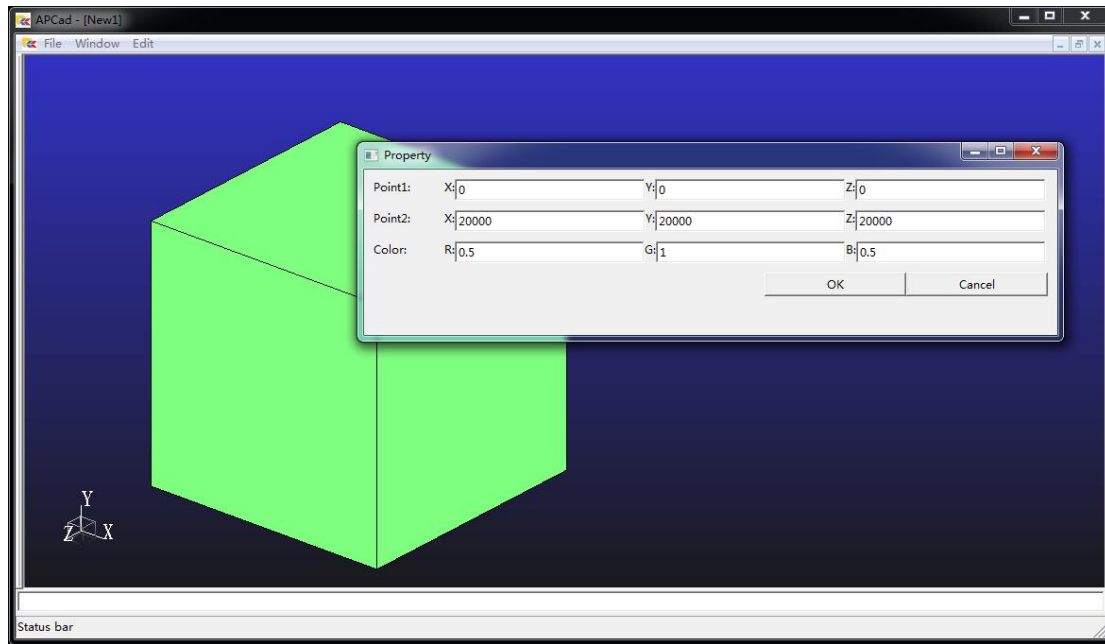 APCad - [New1]
File Window Edit
Property
Point1: X: 0 Y: 0 Z: 0
Point2: X: 20000 Y: 20000 Z: 20000
Color: R: 0.5 G: 1 B: 0.5
OK Cancel
Y
Z X
Status bar